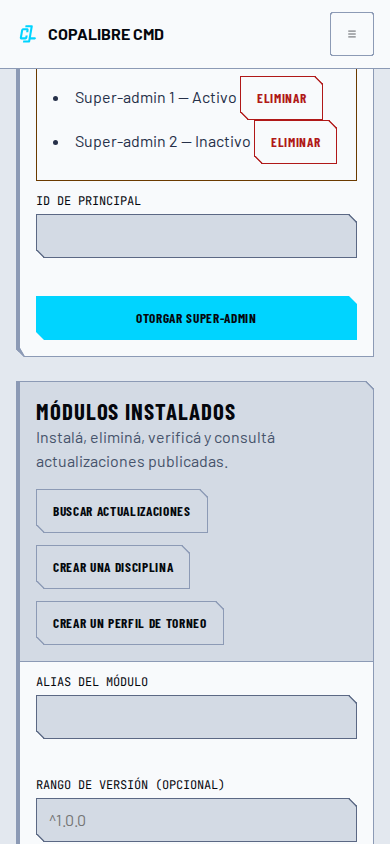 COPALIBRE CMD
Super-admin 1 — Activo ELIMINAR
Super-admin 2 — Inactivo ELIMINAR
ID DE PRINCIPAL
OTORGAR SUPER-ADMIN
MÓDULOS INSTALADOS
Instalá, eliminá, verificá y consultá
actualizaciones publicadas.
BUSCAR ACTUALIZACIONES
CREAR UNA DISCIPLINA
CREAR UN PERFIL DE TORNEO
ALIAS DEL MÓDULO
RANGO DE VERSIÓN (OPCIONAL)
^1.0.0